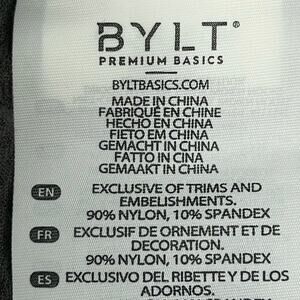 BYLT®
PREMIUM BASICS
BYLTBASICS.COM
MADE IN CHINA
FABRIQUÉ EN CHINE
HECHO EN CHINA
FIETO EM CHINA
GEMACHT IN CHINA
FATTO IN CINA
GEMAAKT IN CHINA
EN EXCLUSIVE OF TRIMS AND
EMBELISHMENTS.
90% NYLON, 10% SPANDEX
FR EXCLUSIF DE ORNEMENT ET DE
DECORATION.
90% NYLON, 10% SPANDEX
ES EXCLUSIVO DEL RIBETTE Y DE LOS
ADORNOS.